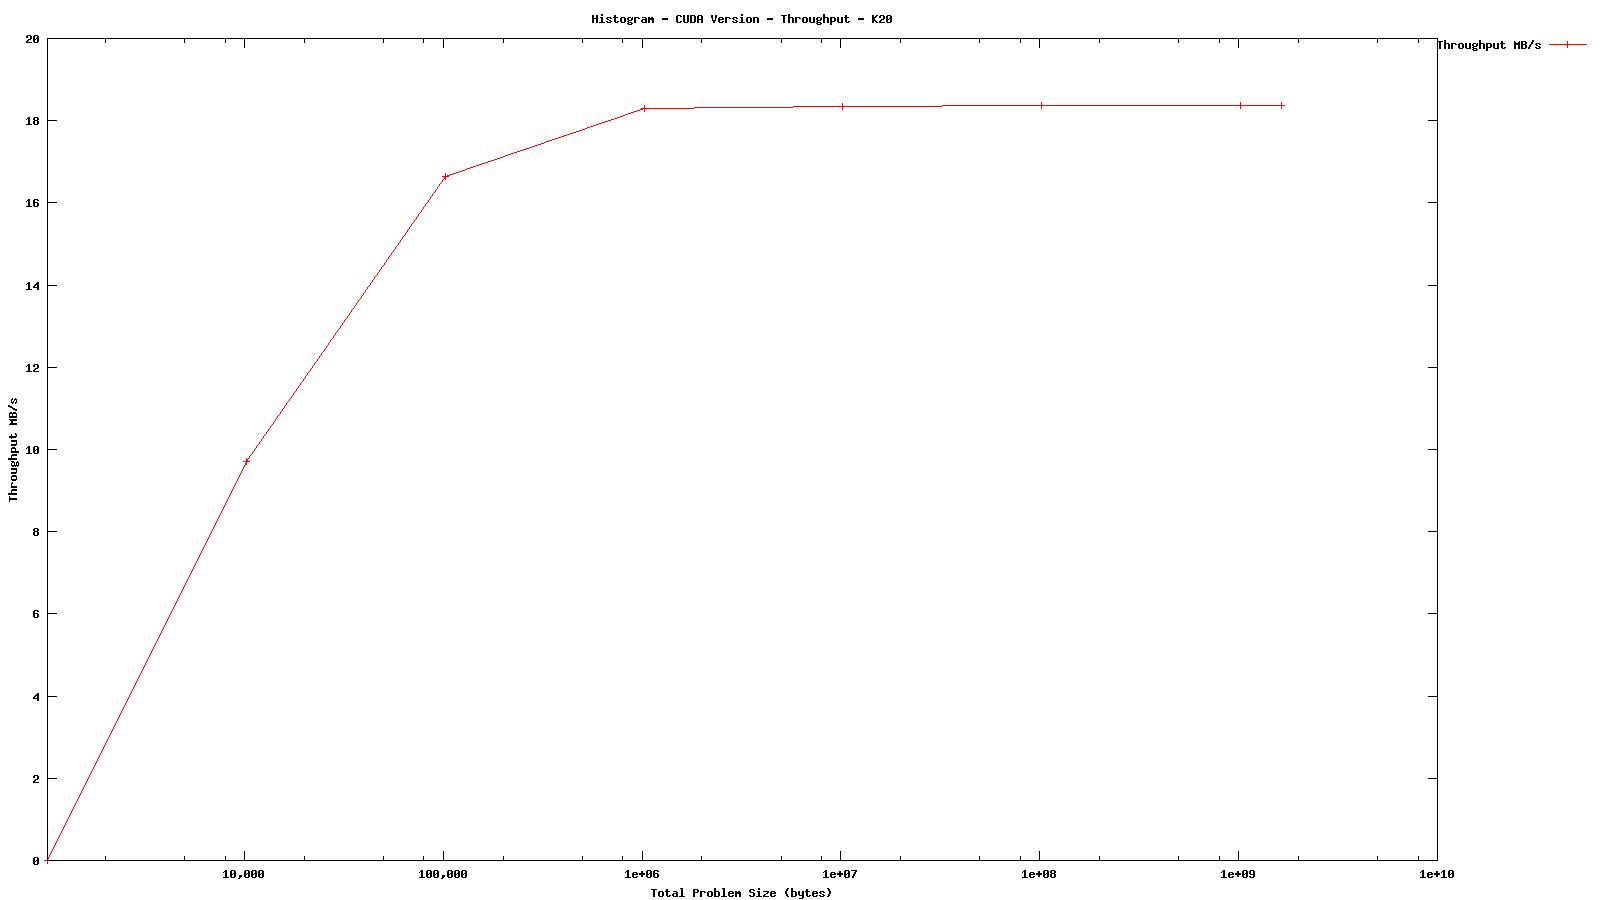 Histogram - CUDA Version - Throughput - K20
Throughput MB/s
20
18
16
14
12
10
8
6
4
2
0
Throughput MB/s
10,000 100,000 1e+06 1e+07 1e+08 1e+09 1e+10
Total Problem Size (bytes)